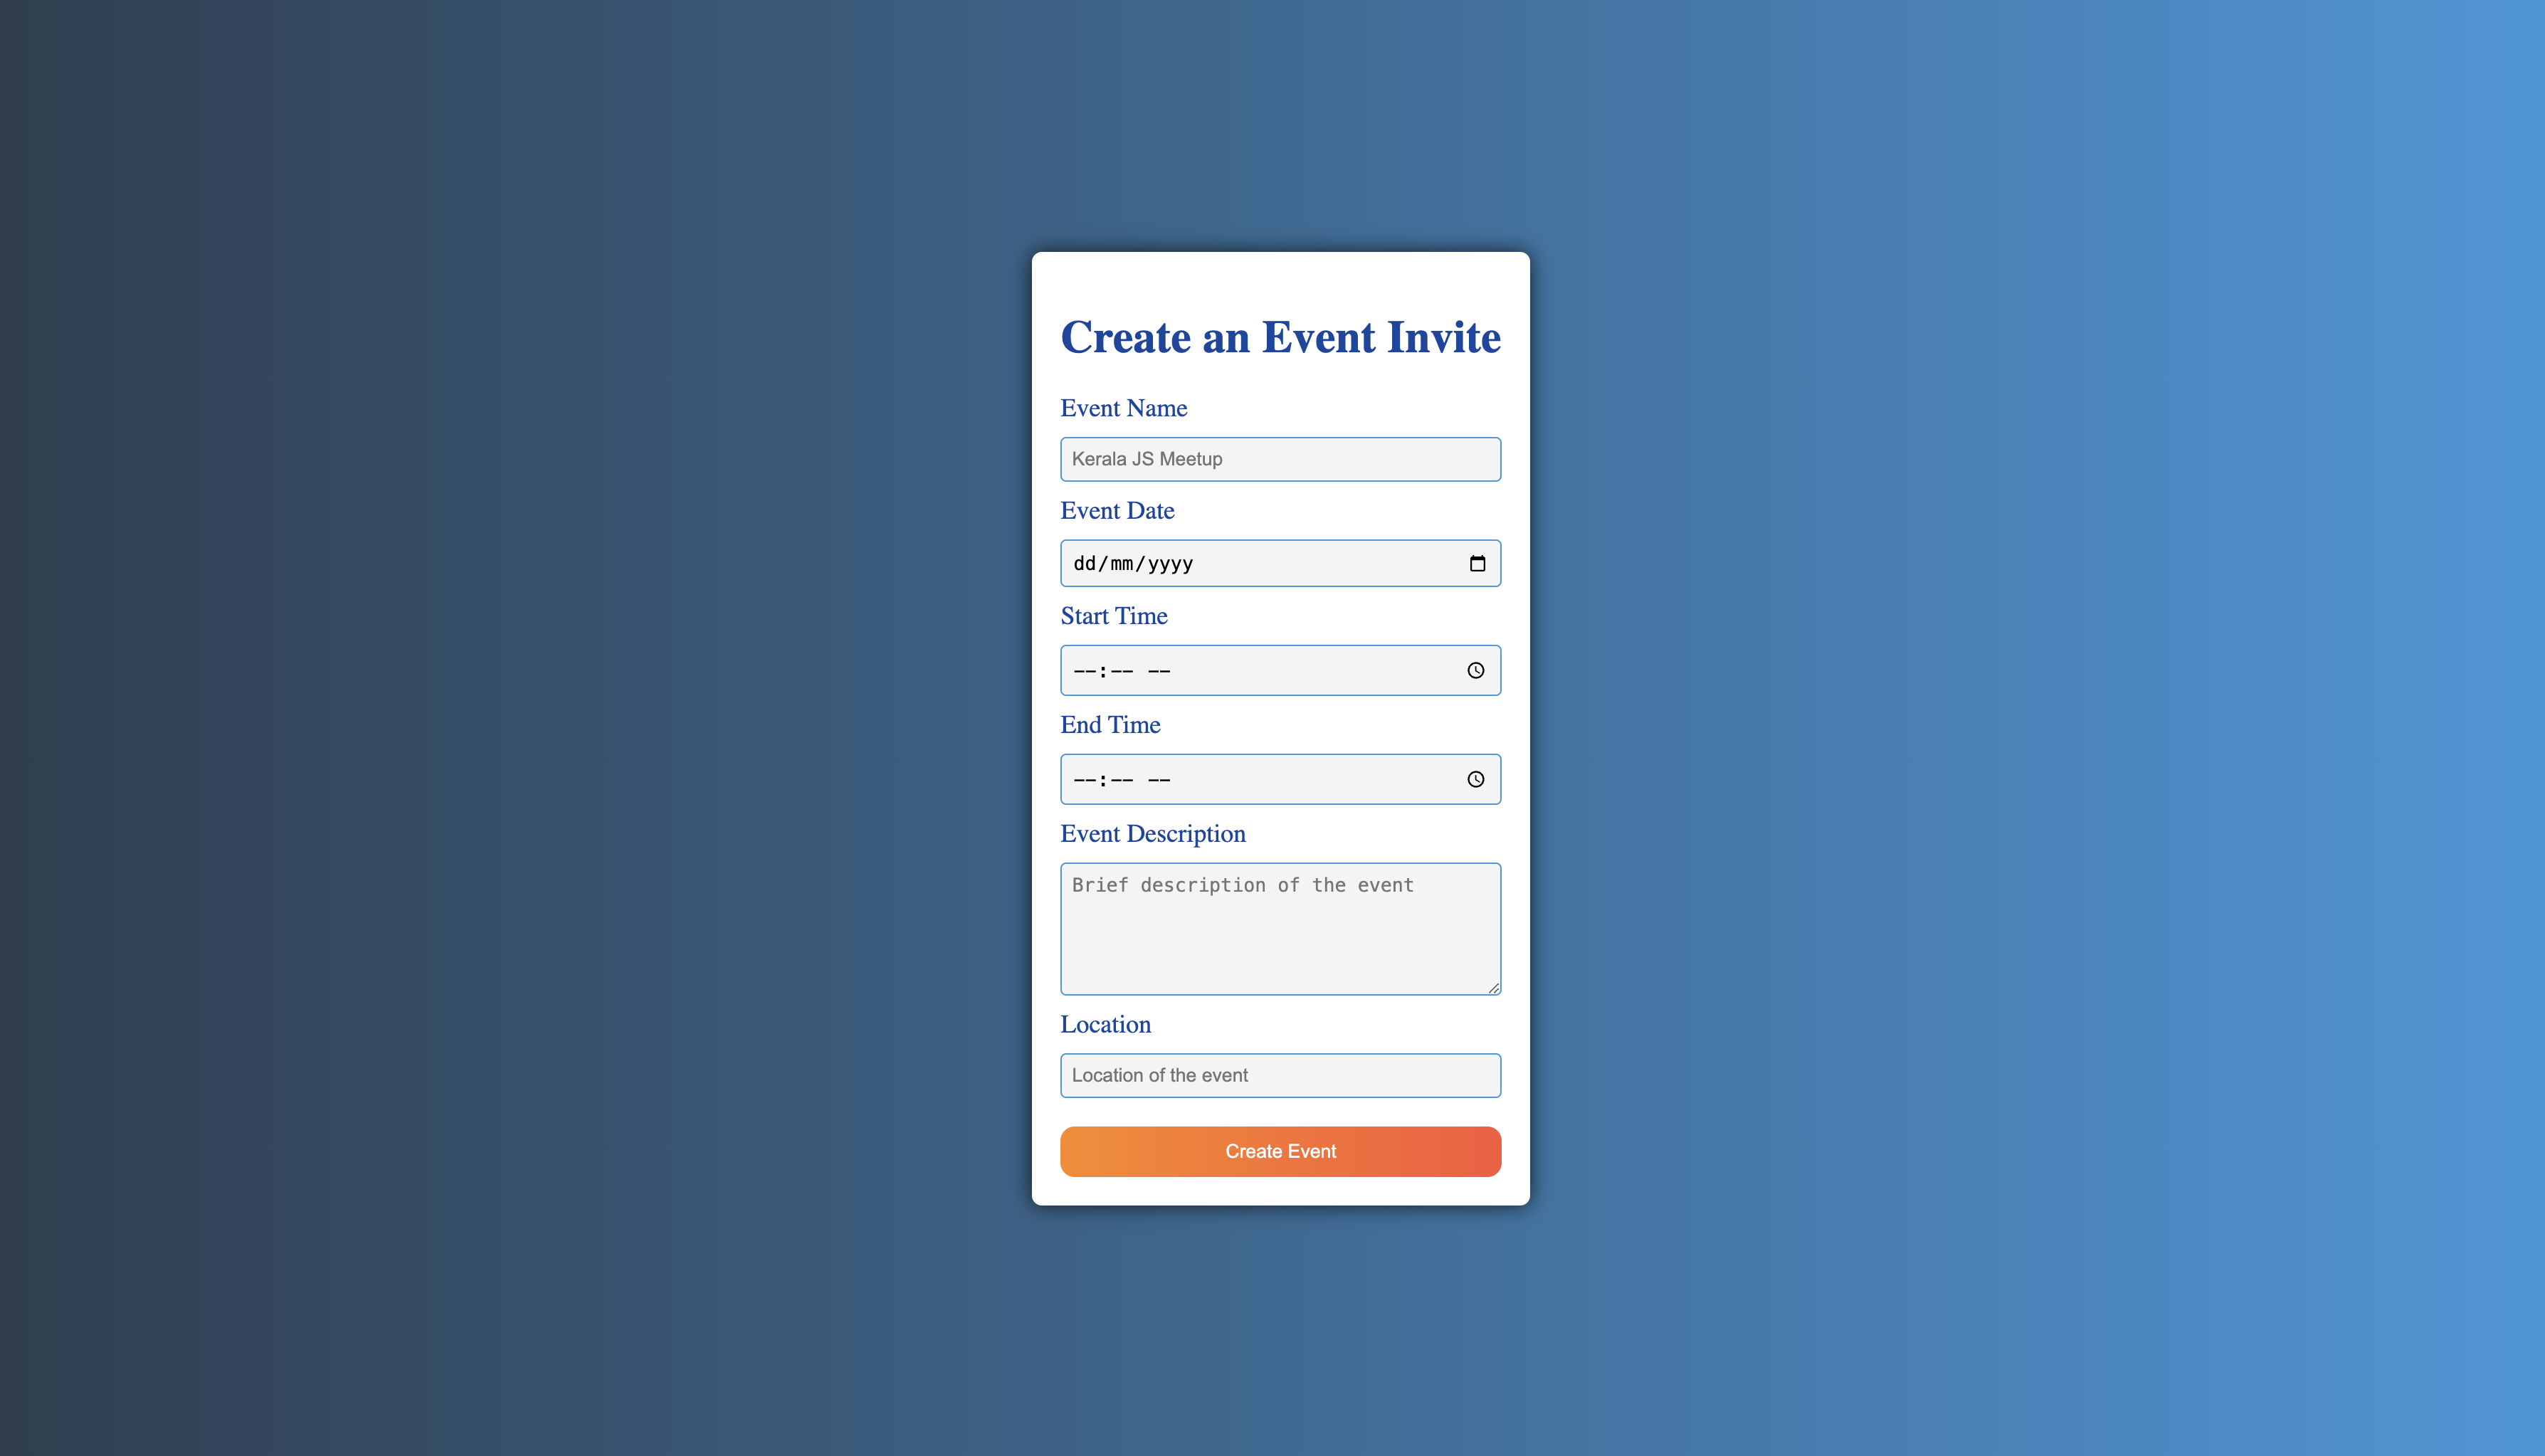 Create an Event Invite
Event Name
Kerala JS Meetup
Event Date
dd/mm/yyyy
Start Time
--:-- --
End Time
--:-- --
Event Description
Brief description of the event
Location
Location of the event
Create Event